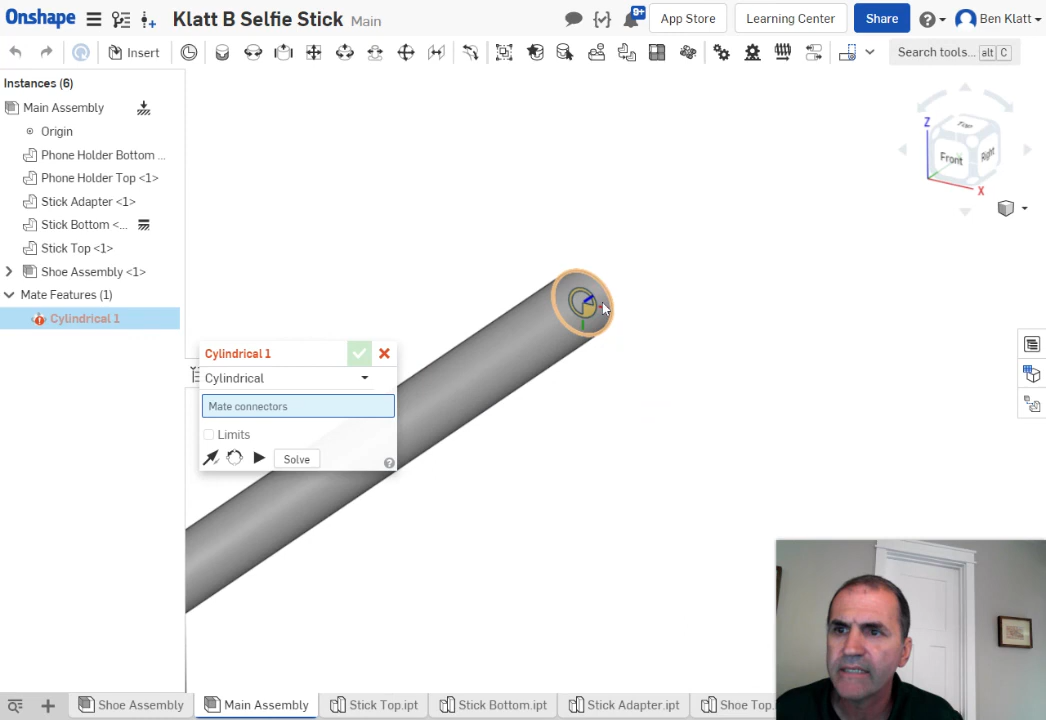 Onshape Klatt B Selfie Stick Main 9+ App Store Learning Center Share Ben Klatt
Insert Search tools... alt C
Instances (6)
Main Assembly
Origin
Phone Holder Bottom ...
Phone Holder Top <1>
Stick Adapter <1>
Stick Bottom <...
Stick Top <1>
Shoe Assembly <1>
Mate Features (1)
Cylindrical 1
Cylindrical 1
Cylindrical
Mate connectors
Limits
Solve
Z
Top
Front
Right
X
Shoe Assembly Main Assembly Stick Top.ipt Stick Bottom.ipt Stick Adapter.ipt Shoe Top.